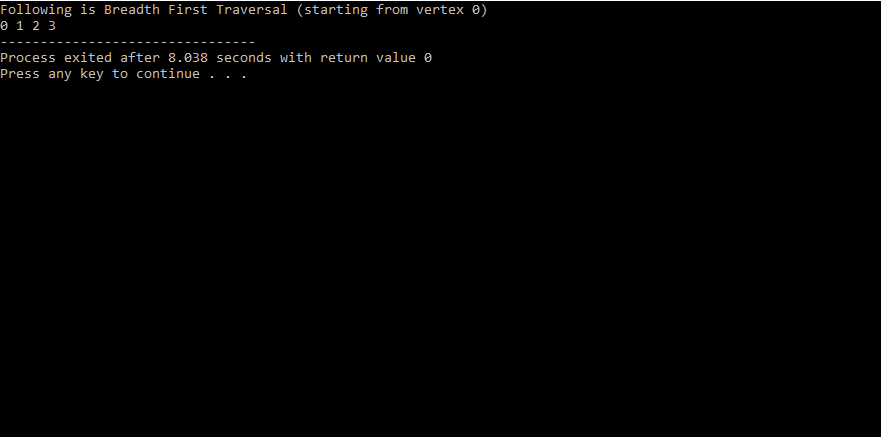 Following is Breadth First Traversal (starting from vertex 0)
0 1 2 3
--------------------------------
Process exited after 8.038 seconds with return value 0
Press any key to continue . . .